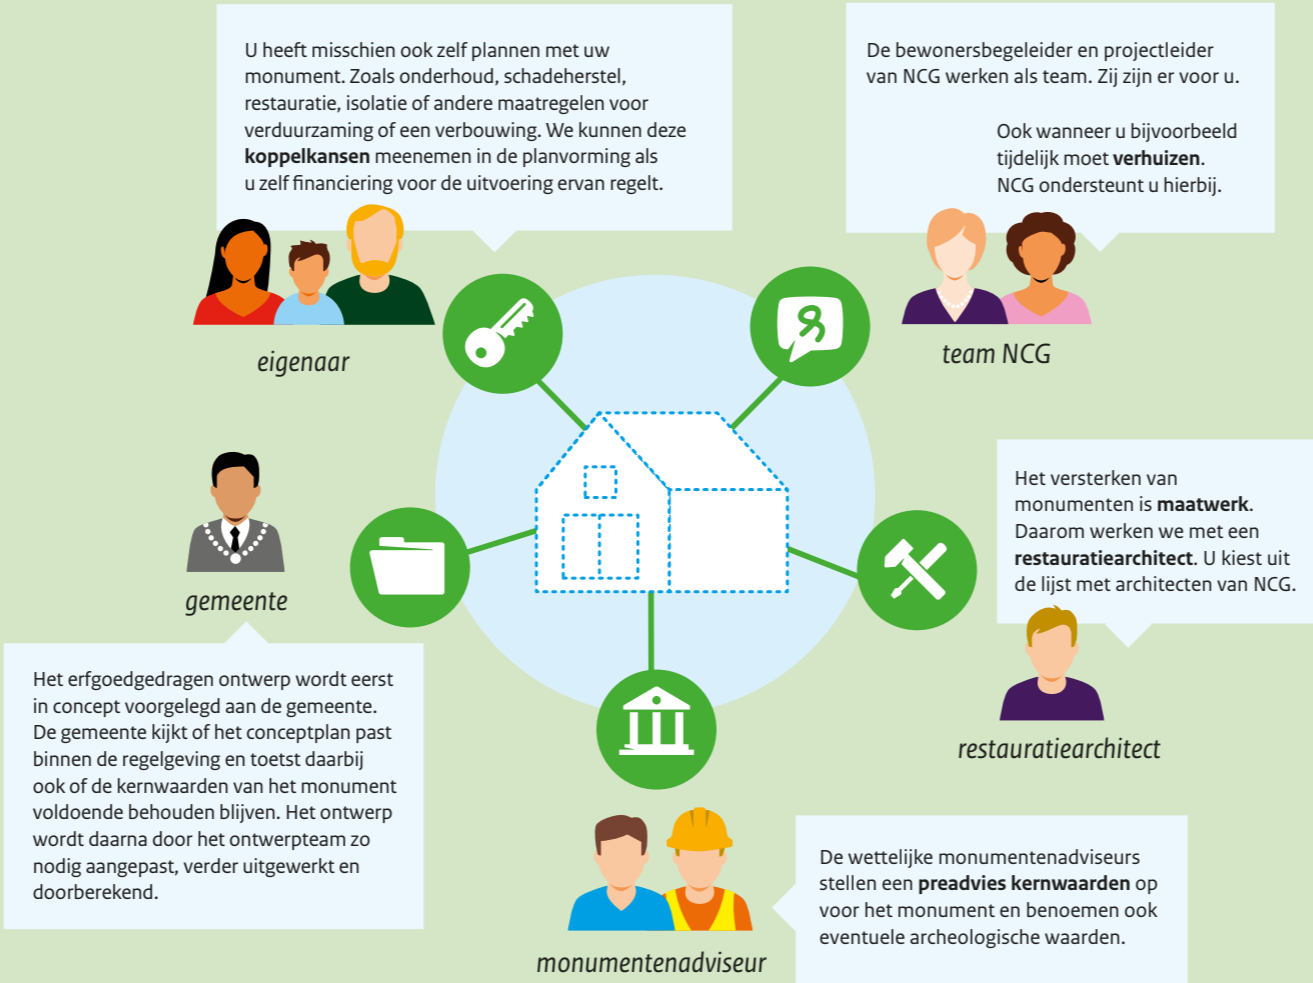 U heeft misschien ook zelf plannen met uw
monument. Zoals onderhoud, schadeherstel,
restauratie, isolatie of andere maatregelen voor
verduurzaming of een verbouwing. We kunnen deze
koppelkansen meenemen in de planvorming als
u zelf financiering voor de uitvoering ervan regelt.
eigenaar
De bewonersbegeleider en projectleider
van NCG werken als team. Zij zijn er voor u.
Ook wanneer u bijvoorbeeld
tijdelijk moet verhuizen.
NCG ondersteunt u hierbij.
team NCG
gemeente
Het erfgoedgedragen ontwerp wordt eerst
in concept voorgelegd aan de gemeente.
De gemeente kijkt of het conceptplan past
binnen de regelgeving en toetst daarbij
ook of de kernwaarden van het monument
voldoende behouden blijven. Het ontwerp
wordt daarna door het ontwerpteam zo
nodig aangepast, verder uitgewerkt en
doorberekend.
Het versterken van
monumenten is maatwerk.
Daarom werken we met een
restauratiearchitect. U kiest uit
de lijst met architecten van NCG.
restauratiearchitect
De wettelijke monumentenadviseurs
stellen een preadvies kernwaarden op
voor het monument en benoemen ook
eventuele archeologische waarden.
monumentenadviseur